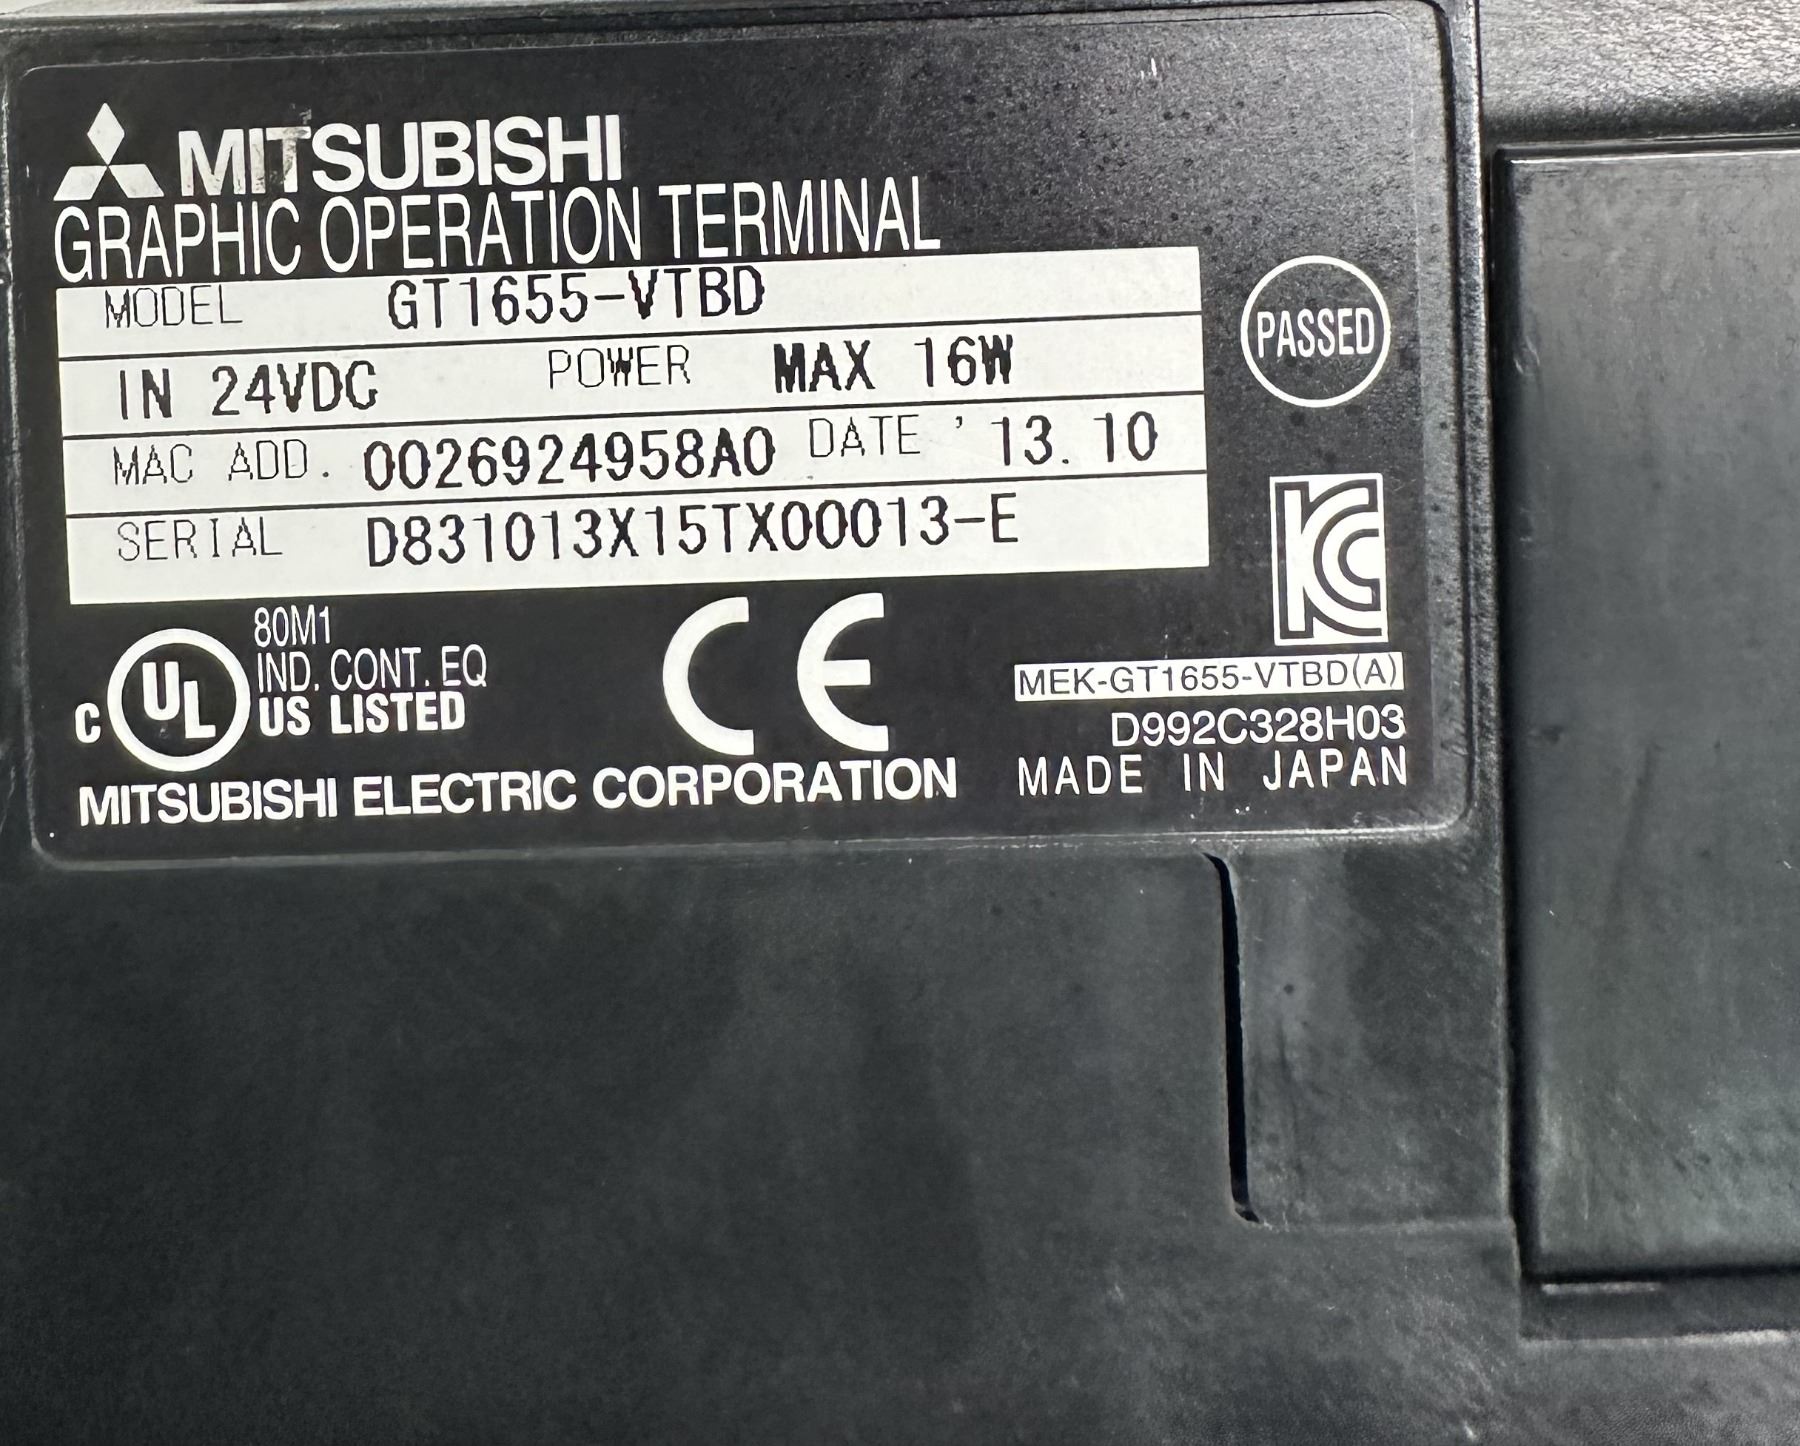 MITSUBISHI
GRAPHIC OPERATION TERMINAL
MODEL GT1655-VTBD
IN 24VDC POWER MAX 16W
MAC ADD. 0026924958A0 DATE '13.10
SERIAL D831013X15TX00013-E
PASSED
80M1
IND. CONT. EQ
C UL US LISTED
CE
KC
MEK-GT1655-VTBD(A)
D992C328H03
MITSUBISHI ELECTRIC CORPORATION
MADE IN JAPAN